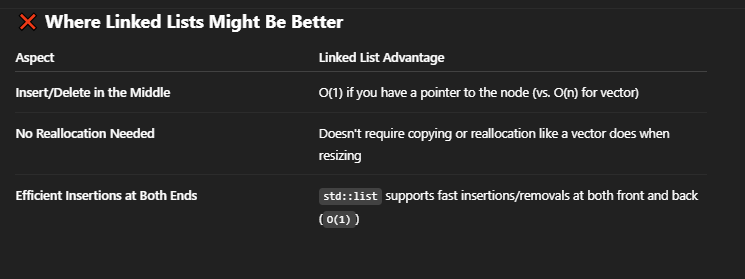 ❌ Where Linked Lists Might Be Better
Aspect Linked List Advantage
Insert/Delete in the Middle O(1) if you have a pointer to the node (vs. O(n) for vector)
No Reallocation Needed Doesn't require copying or reallocation like a vector does when
resizing
Efficient Insertions at Both Ends std::list supports fast insertions/removals at both front and back
(O(1))